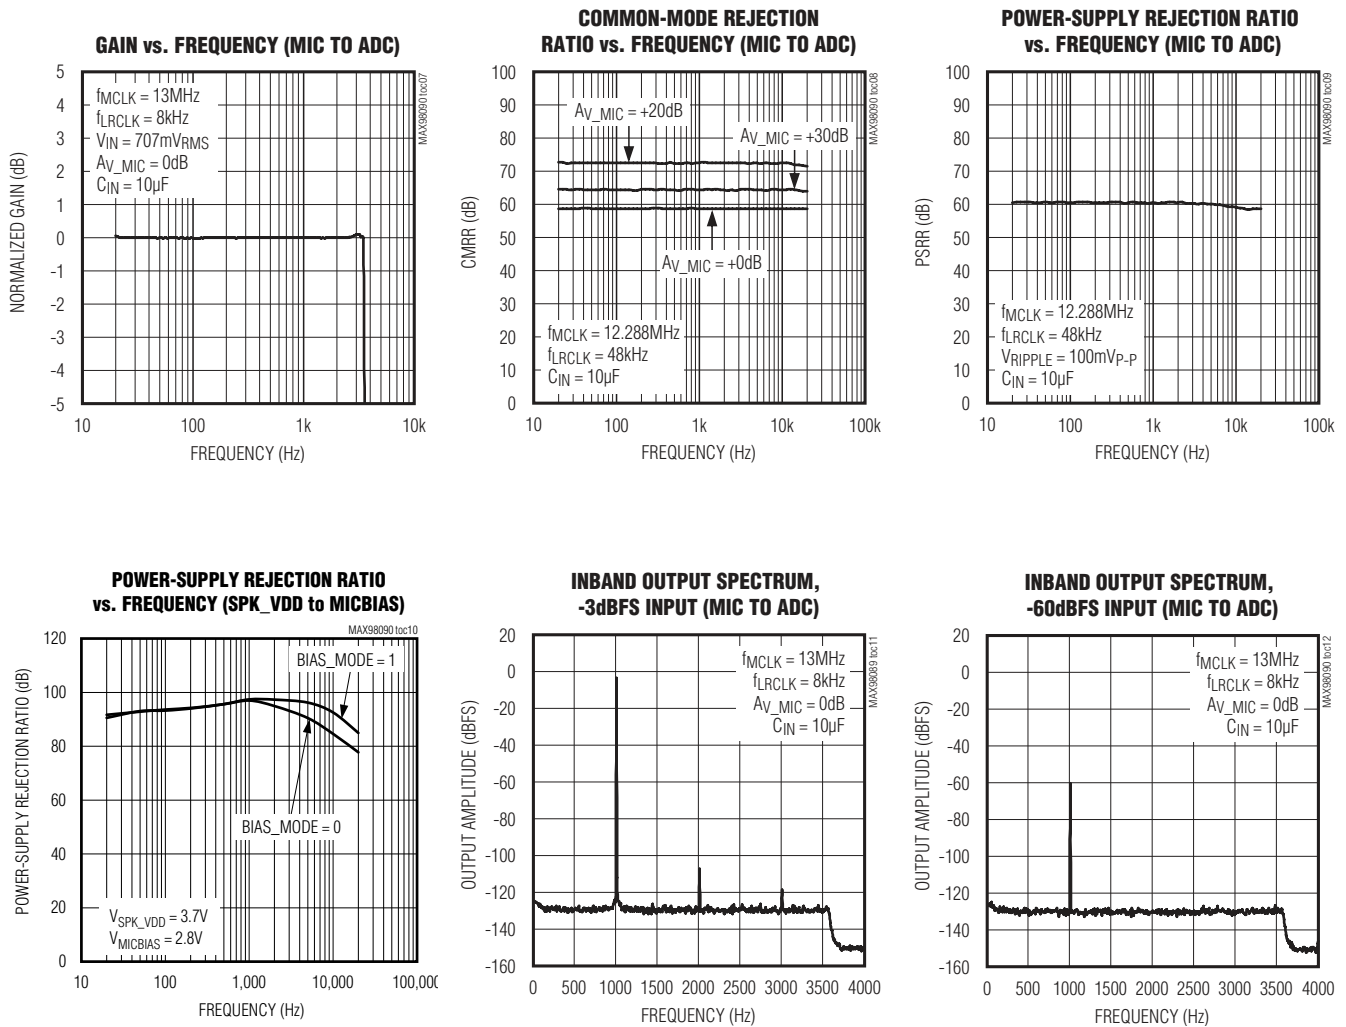 GAIN vs. FREQUENCY (MIC TO ADC)
MAX98090 toc07
fMCLK = 13MHz
fLRCLK = 8kHz
VIN = 707mVRMS
AV_MIC = 0dB
CIN = 10µF
NORMALIZED GAIN (dB)
5
4
3
2
1
0
-1
-2
-3
-4
-5
10 100 1k 10k
FREQUENCY (Hz)
COMMON-MODE REJECTION
RATIO vs. FREQUENCY (MIC TO ADC)
MAX98090 toc08
AV_MIC = +20dB
AV_MIC = +30dB
AV_MIC = +0dB
fMCLK = 12.288MHz
fLRCLK = 48kHz
CIN = 10µF
CMRR (dB)
100
90
80
70
60
50
40
30
20
10
0
10 100 1k 10k 100k
FREQUENCY (Hz)
POWER-SUPPLY REJECTION RATIO
vs. FREQUENCY (MIC TO ADC)
MAX98090 toc09
fMCLK = 12.288MHz
fLRCLK = 48kHz
VRIPPLE = 100mVP-P
CIN = 10µF
PSRR (dB)
100
90
80
70
60
50
40
30
20
10
0
10 100 1k 10k 100k
FREQUENCY (Hz)
POWER-SUPPLY REJECTION RATIO
vs. FREQUENCY (SPK_VDD to MICBIAS)
MAX98090 toc10
BIAS_MODE = 1
BIAS_MODE = 0
VSPK_VDD = 3.7V
VMICBIAS = 2.8V
POWER-SUPPLY REJECTION RATIO (dB)
120
100
80
60
40
20
0
10 100 1,000 10,000 100,000
FREQUENCY (Hz)
INBAND OUTPUT SPECTRUM,
-3dBFS INPUT (MIC TO ADC)
MAX98089 toc11
fMCLK = 13MHz
fLRCLK = 8kHz
AV_MIC = 0dB
CIN = 10µF
OUTPUT AMPLITUDE (dBFS)
20
0
-20
-40
-60
-80
-100
-120
-140
-160
0 500 1000 1500 2000 2500 3000 3500 4000
FREQUENCY (Hz)
INBAND OUTPUT SPECTRUM,
-60dBFS INPUT (MIC TO ADC)
MAX98090 toc12
fMCLK = 13MHz
fLRCLK = 8kHz
AV_MIC = 0dB
CIN = 10µF
OUTPUT AMPLITUDE (dBFS)
20
0
-20
-40
-60
-80
-100
-120
-140
-160
0 500 1000 1500 2000 2500 3000 3500 4000
FREQUENCY (Hz)